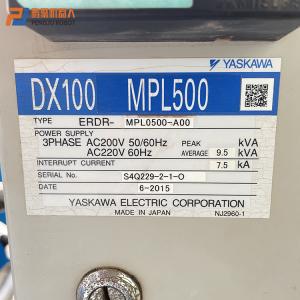 YASKAWA
DX100 MPL500
TYPE ERDR- MPL0500-A00
POWER SUPPLY
3PHASE AC200V 50/60Hz PEAK kVA
AC220V 60Hz AVERAGE 9.5 kVA
INTERRUPT CURRENT 7.5 kA
SERIAL No. S4Q229-2-1-O
DATE 6-2015
YASKAWA ELECTRIC CORPORATION
MADE IN JAPAN NJ2960-1